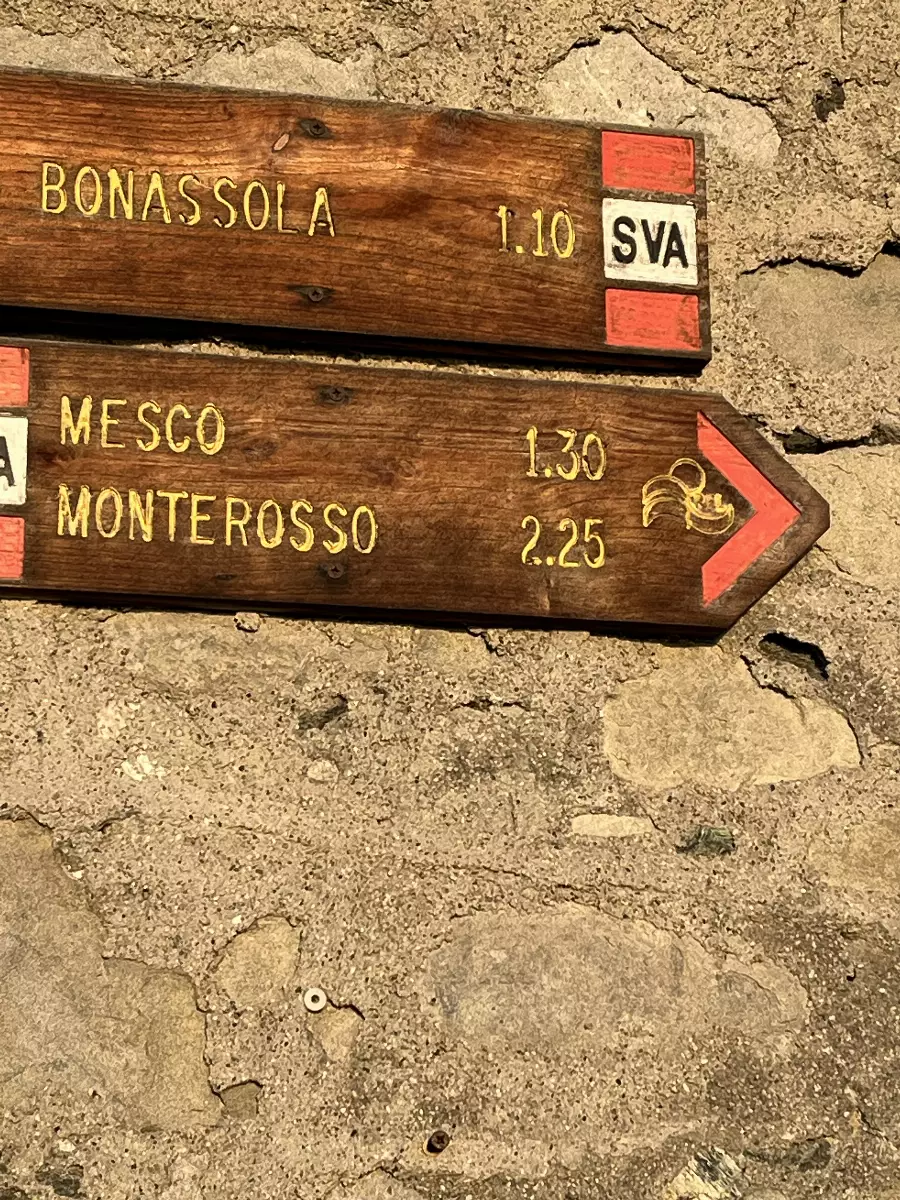 BONASSOLA 1.10 SVA
A MESCO 1.30
MONTEROSSO 2.25